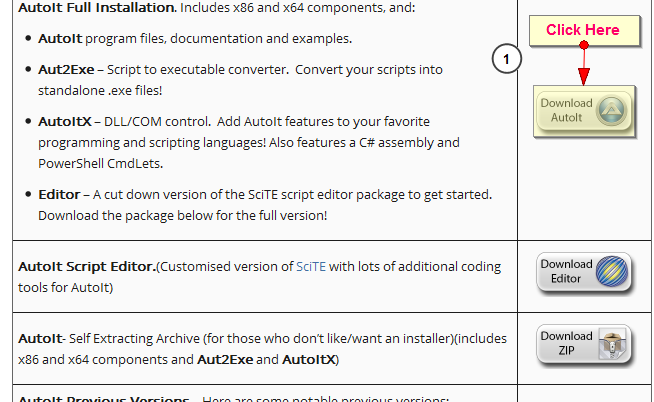 AutoIt Full Installation. Includes x86 and x64 components, and:
AutoIt program files, documentation and examples.
Aut2Exe – Script to executable converter.  Convert your scripts into
standalone .exe files!
AutoItX – DLL/COM control.  Add AutoIt features to your favorite
programming and scripting languages! Also features a C# assembly and
PowerShell CmdLets.
Editor – A cut down version of the SciTE script editor package to get started.
Download the package below for the full version!
Click Here
1
Download
AutoIt
AutoIt Script Editor.(Customised version of SciTE with lots of additional coding
tools for AutoIt)
Download
Editor
AutoIt- Self Extracting Archive (for those who don’t like/want an installer)(includes
x86 and x64 components and Aut2Exe and AutoItX)
Download
ZIP
AutoIt Previous Versions – Here are some notable previous versions: